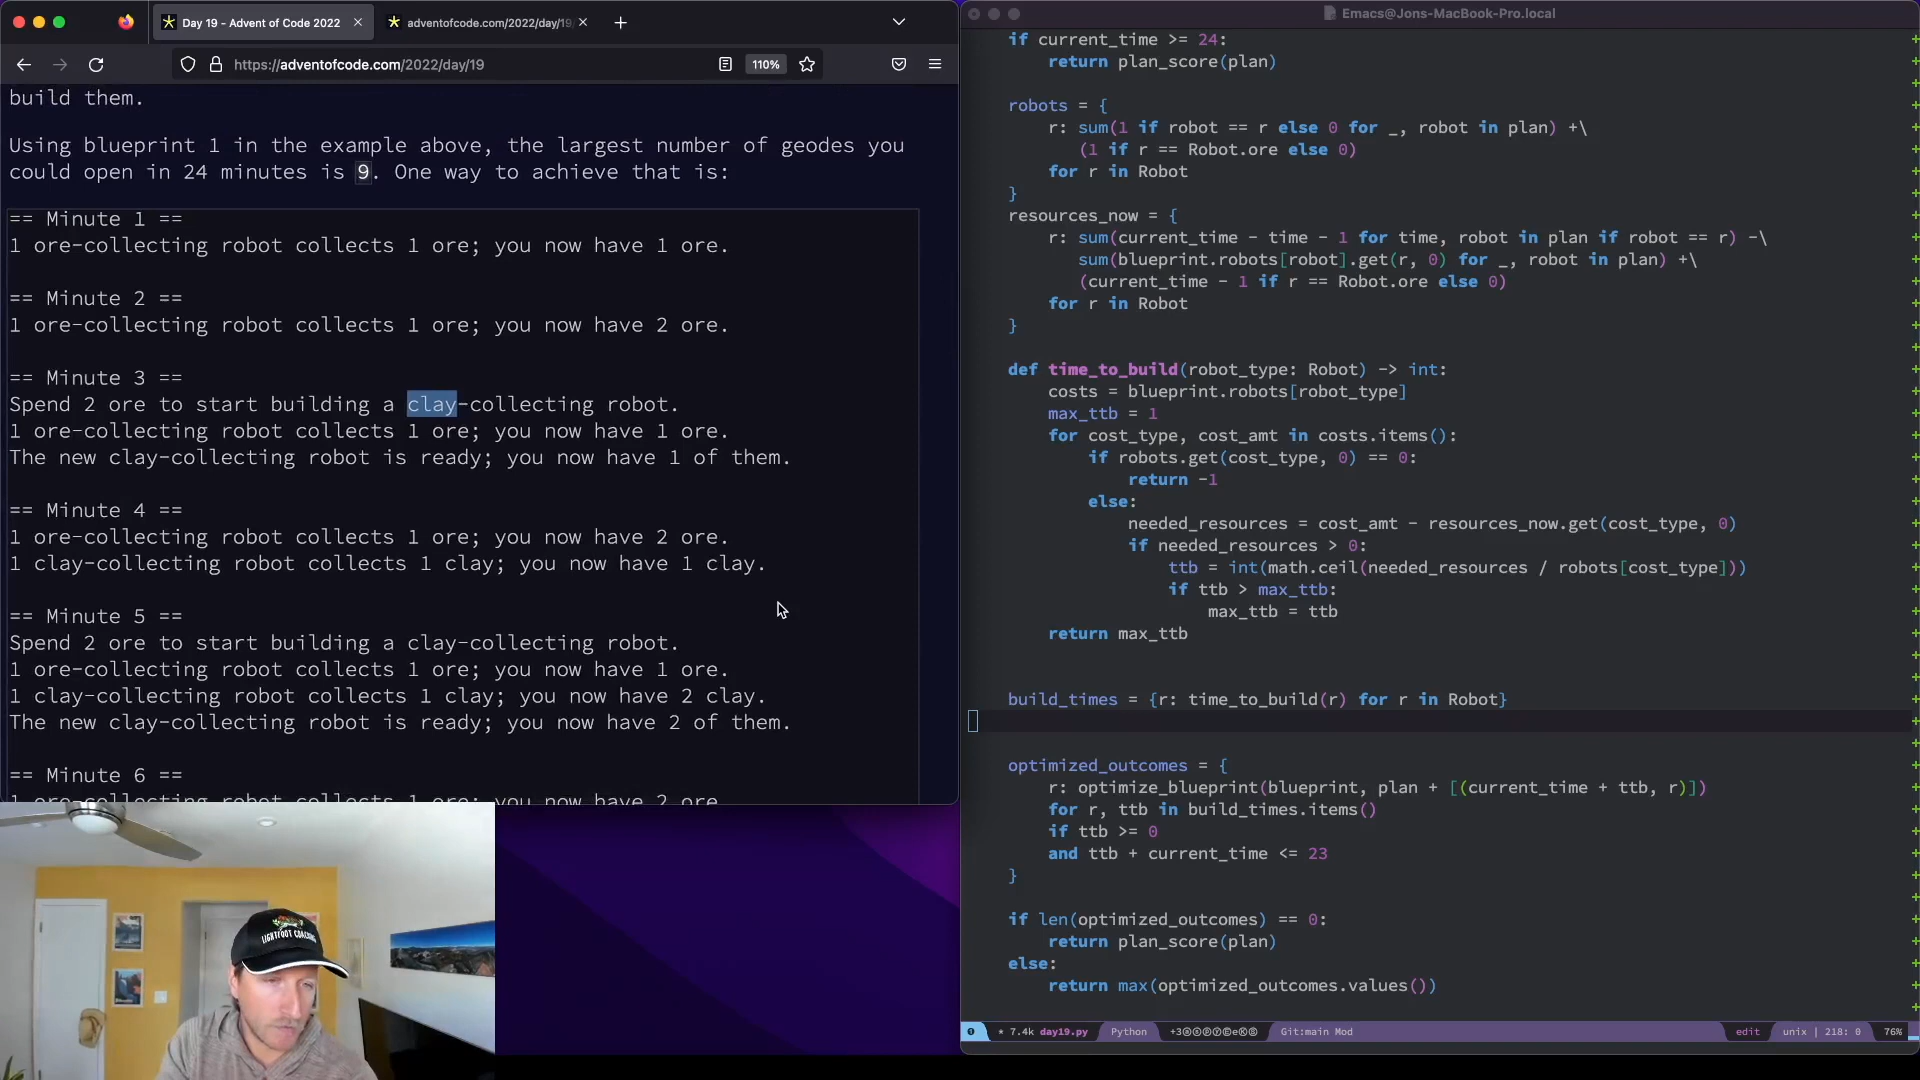 Day 19 - Advent of Code 2022
adventofcode.com/2022/day/19
https://adventofcode.com/2022/day/19
110%
build them.
Using blueprint 1 in the example above, the largest number of geodes you
could open in 24 minutes is 9. One way to achieve that is:
== Minute 1 ==
1 ore-collecting robot collects 1 ore; you now have 1 ore.
== Minute 2 ==
1 ore-collecting robot collects 1 ore; you now have 2 ore.
== Minute 3 ==
Spend 2 ore to start building a clay-collecting robot.
1 ore-collecting robot collects 1 ore; you now have 1 ore.
The new clay-collecting robot is ready; you now have 1 of them.
== Minute 4 ==
1 ore-collecting robot collects 1 ore; you now have 2 ore.
1 clay-collecting robot collects 1 clay; you now have 1 clay.
== Minute 5 ==
Spend 2 ore to start building a clay-collecting robot.
1 ore-collecting robot collects 1 ore; you now have 1 ore.
1 clay-collecting robot collects 1 clay; you now have 2 clay.
The new clay-collecting robot is ready; you now have 2 of them.
== Minute 6 ==
1 ore-collecting robot collects 1 ore; you now have 2 ore
LIGHTFOOT COACHING
Emacs@Jons-MacBook-Pro.local
if current_time >= 24:
return plan_score(plan)
robots = {
r: sum(1 if robot == r else 0 for _, robot in plan) +\
(1 if r == Robot.ore else 0)
for r in Robot
}
resources_now = {
r: sum(current_time - time - 1 for time, robot in plan if robot == r) -\
sum(blueprint.robots[robot].get(r, 0) for _, robot in plan) +\
(current_time - 1 if r == Robot.ore else 0)
for r in Robot
}
def time_to_build(robot_type: Robot) -> int:
costs = blueprint.robots[robot_type]
max_ttb = 1
for cost_type, cost_amt in costs.items():
if robots.get(cost_type, 0) == 0:
return -1
else:
needed_resources = cost_amt - resources_now.get(cost_type, 0)
if needed_resources > 0:
ttb = int(math.ceil(needed_resources / robots[cost_type]))
if ttb > max_ttb:
max_ttb = ttb
return max_ttb
build_times = {r: time_to_build(r) for r in Robot}
optimized_outcomes = {
r: optimize_blueprint(blueprint, plan + [(current_time + ttb, r)])
for r, ttb in build_times.items()
if ttb >= 0
and ttb + current_time <= 23
}
if len(optimized_outcomes) == 0:
return plan_score(plan)
else:
return max(optimized_outcomes.values())
* 7.4k day19.py Python Git:main Mod edit unix | 218: 0 76%